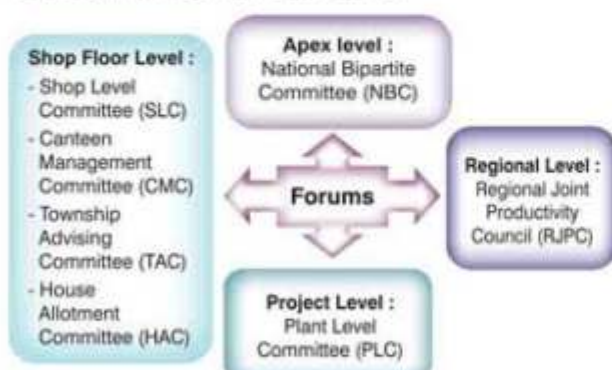 Shop Floor Level :
- Shop Level
Committee (SLC)
- Canteen
Management
Committee (CMC)
- Township
Advising
Committee (TAC)
- House
Allotment
Committee (HAC)
Apex level :
National Bipartite
Committee (NBC)
Forums
Regional Level :
Regional Joint
Productivity
Council (RJPC)
Project Level :
Plant Level
Committee (PLC)